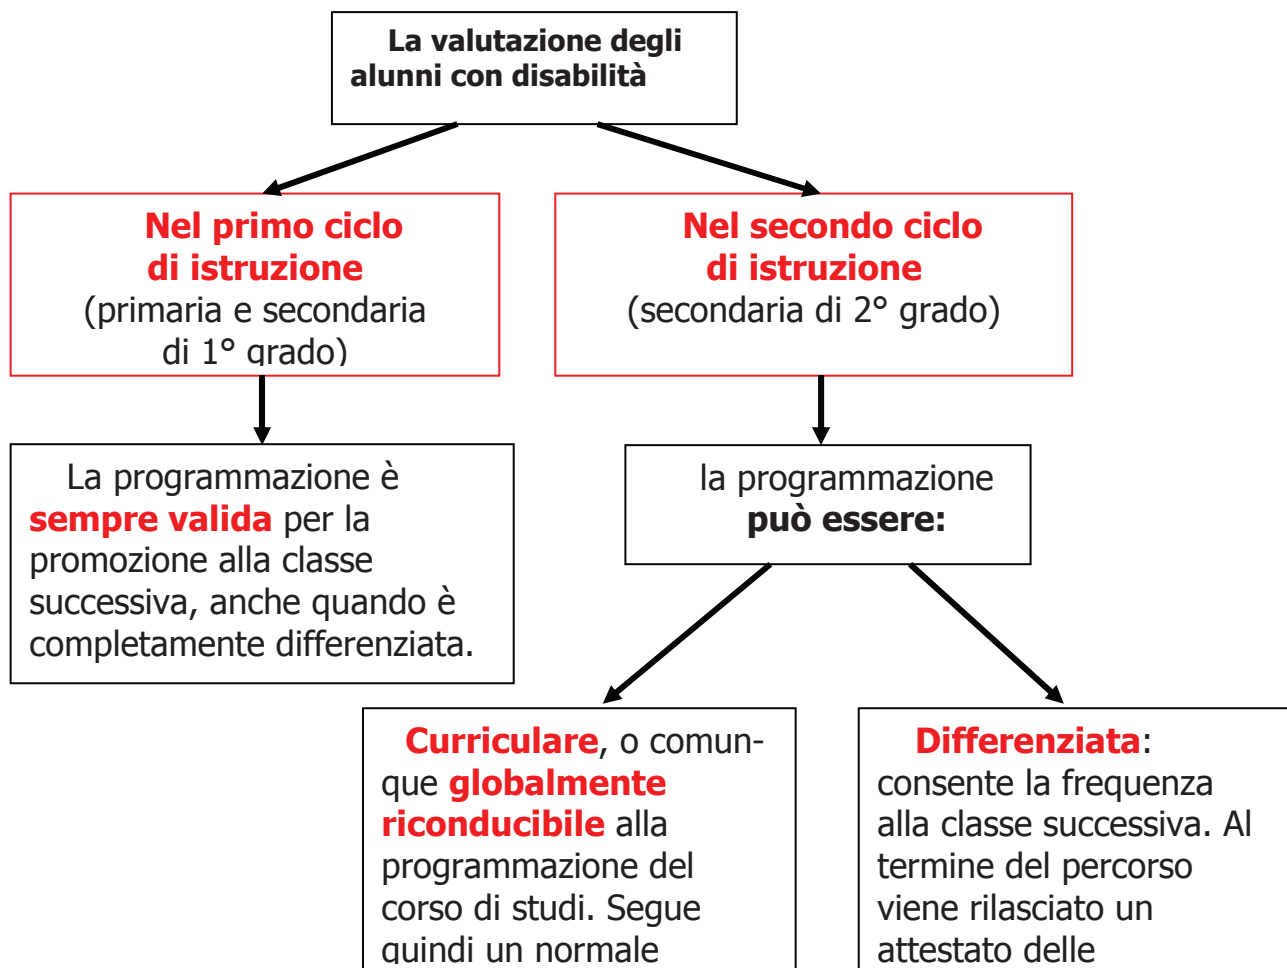 La valutazione degli
alunni con disabilità
Nel primo ciclo
di istruzione
(primaria e secondaria
di 1° grado)
Nel secondo ciclo
di istruzione
(secondaria di 2° grado)
La programmazione è
sempre valida per la
promozione alla classe
successiva, anche quando è
completamente differenziata.
la programmazione
può essere:
Curriculare, o comun-
que globalmente
riconducibile alla
programmazione del
corso di studi. Segue
quindi un normale
Differenziata:
consente la frequenza
alla classe successiva. Al
termine del percorso
viene rilasciato un
attestato delle